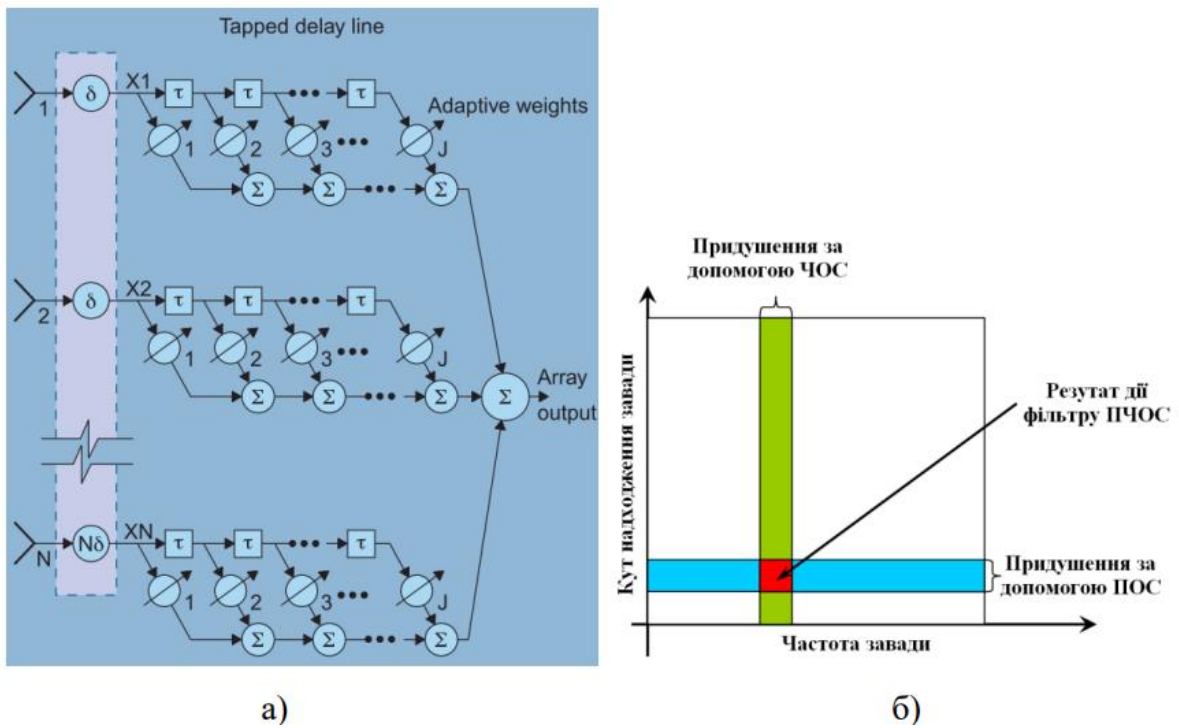 Tapped delay line
1 δ X1 τ τ ••• τ
Adaptive weights
1 2 3 ••• J
Σ Σ ••• Σ
2 δ X2 τ τ ••• τ
1 2 3 ••• J
Σ Σ ••• Σ
Σ
Array
output
N Nδ XN τ τ ••• τ
1 2 3 ••• J
Σ Σ ••• Σ
а)
Придушення за
допомогою ЧОС
Кут надходження завади
Резутат дії
фільтру ПЧОС
Придушення за
допомогою ПОС
Частота завади
б)